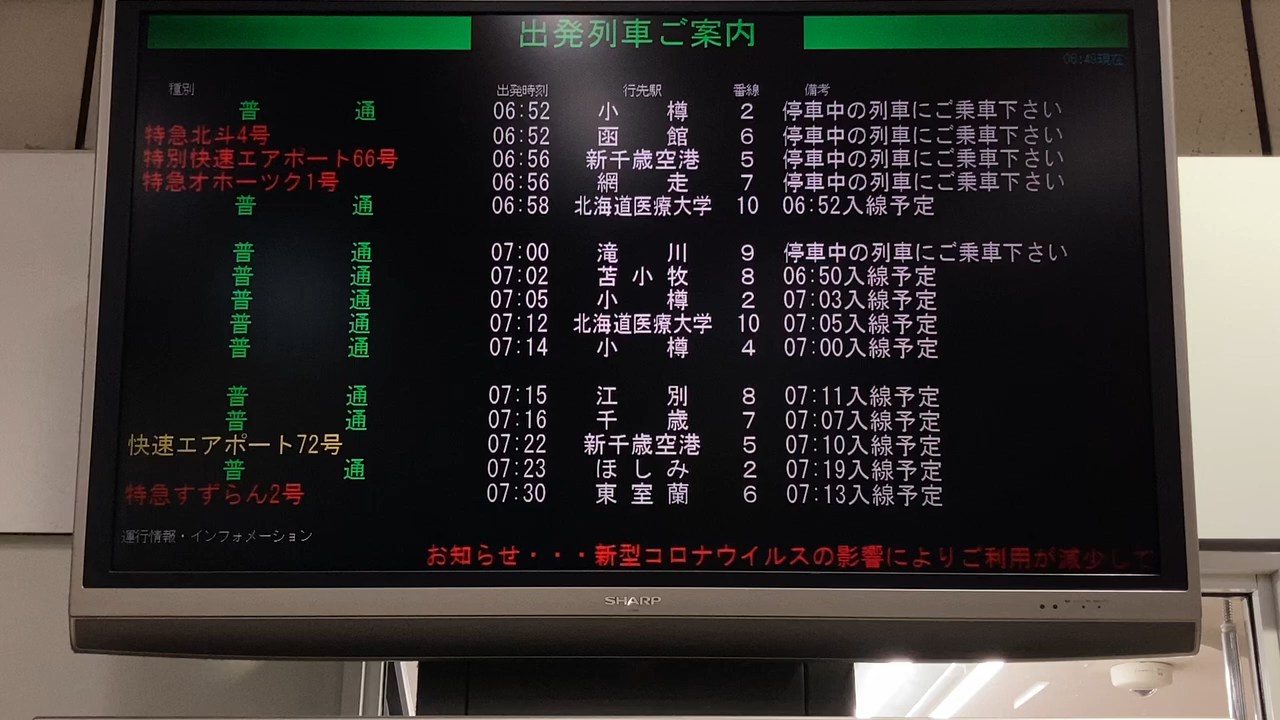 出発列車ご案内
06:49現在
種別 出発時刻 行先駅 番線 備考
普 通 06:52 小 樽 2 停車中の列車にご乗車下さい
特急北斗4号 06:52 函 館 6 停車中の列車にご乗車下さい
特別快速エアポート66号 06:56 新千歳空港 5 停車中の列車にご乗車下さい
特急オホーツク1号 06:56 網 走 7 停車中の列車にご乗車下さい
普 通 06:58 北海道医療大学 10 06:52入線予定
普 通 07:00 滝 川 9 停車中の列車にご乗車下さい
普 通 07:02 苫 小 牧 8 06:50入線予定
普 通 07:05 小 樽 2 07:03入線予定
普 通 07:12 北海道医療大学 10 07:05入線予定
普 通 07:14 小 樽 4 07:00入線予定
普 通 07:15 江 別 8 07:11入線予定
普 通 07:16 千 歳 7 07:07入線予定
快速エアポート72号 07:22 新千歳空港 5 07:10入線予定
普 通 07:23 ほ し み 2 07:19入線予定
特急すずらん2号 07:30 東 室 蘭 6 07:13入線予定
運行情報・インフォメーション
お知らせ・・・新型コロナウイルスの影響によりご利用が減少して
SHARP